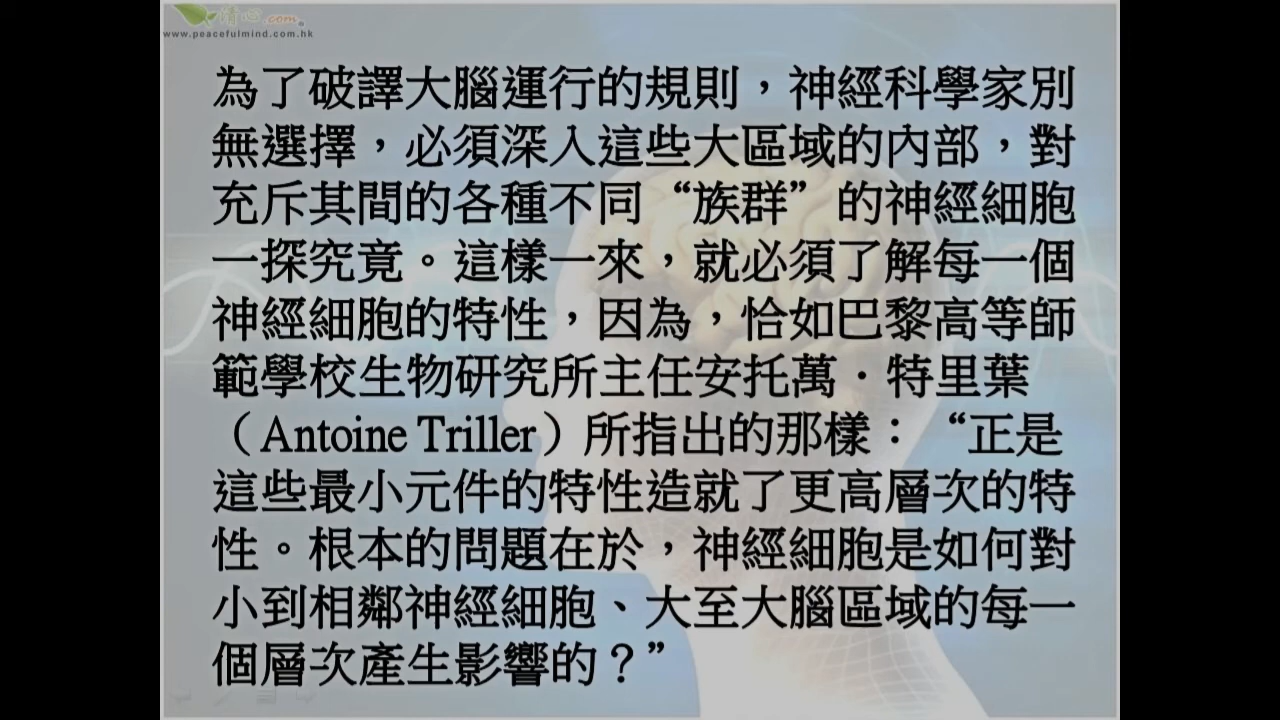 清心.com
www.peacefulmind.com.hk
為了破譯大腦運行的規則，神經科學家別
無選擇，必須深入這些大區域的內部，對
充斥其間的各種不同“族群”的神經細胞
一探究竟。這樣一來，就必須了解每一個
神經細胞的特性，因為，恰如巴黎高等師
範學校生物研究所主任安托萬．特里葉
（Antoine Triller）所指出的那樣：“正是
這些最小元件的特性造就了更高層次的特
性。根本的問題在於，神經細胞是如何對
小到相鄰神經細胞、大至大腦區域的每一
個層次產生影響的？”